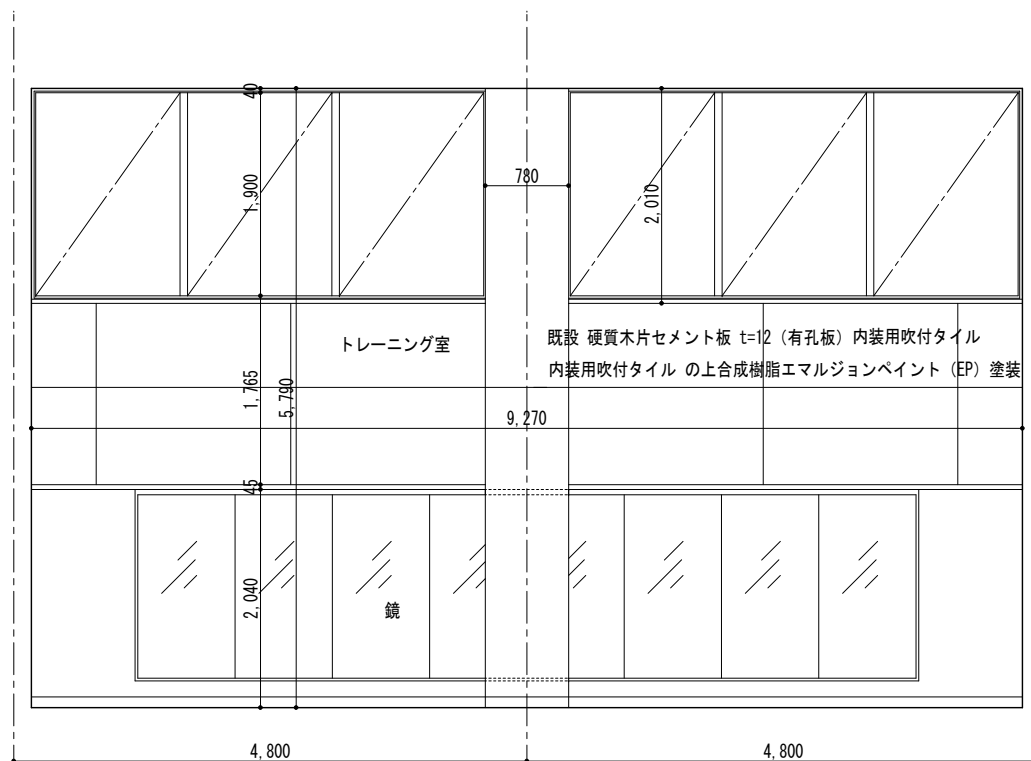 40
780
1,900
2,010
トレーニング室
既設 硬質木片セメント板 t=12（有孔板）内装用吹付タイル
内装用吹付タイル の上合成樹脂エマルジョンペイント（EP）塗装
1,765
5,790
9,270
45
2,040
鏡
4,800
4,800